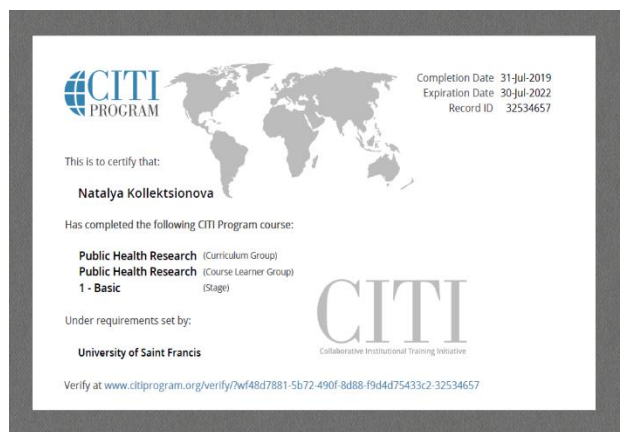 CITI
PROGRAM
Completion Date 31-Jul-2019
Expiration Date 30-Jul-2022
Record ID 32534657
This is to certify that:
Natalya Kollektsionova
Has completed the following CITI Program course:
Public Health Research (Curriculum Group)
Public Health Research (Course Learner Group)
1 - Basic (Stage)
Under requirements set by:
University of Saint Francis
CITI
Collaborative Institutional Training Initiative
Verify at www.citiprogram.org/verify/?wf48d7881-5b72-490f-8d88-f9d4d75433c2-32534657